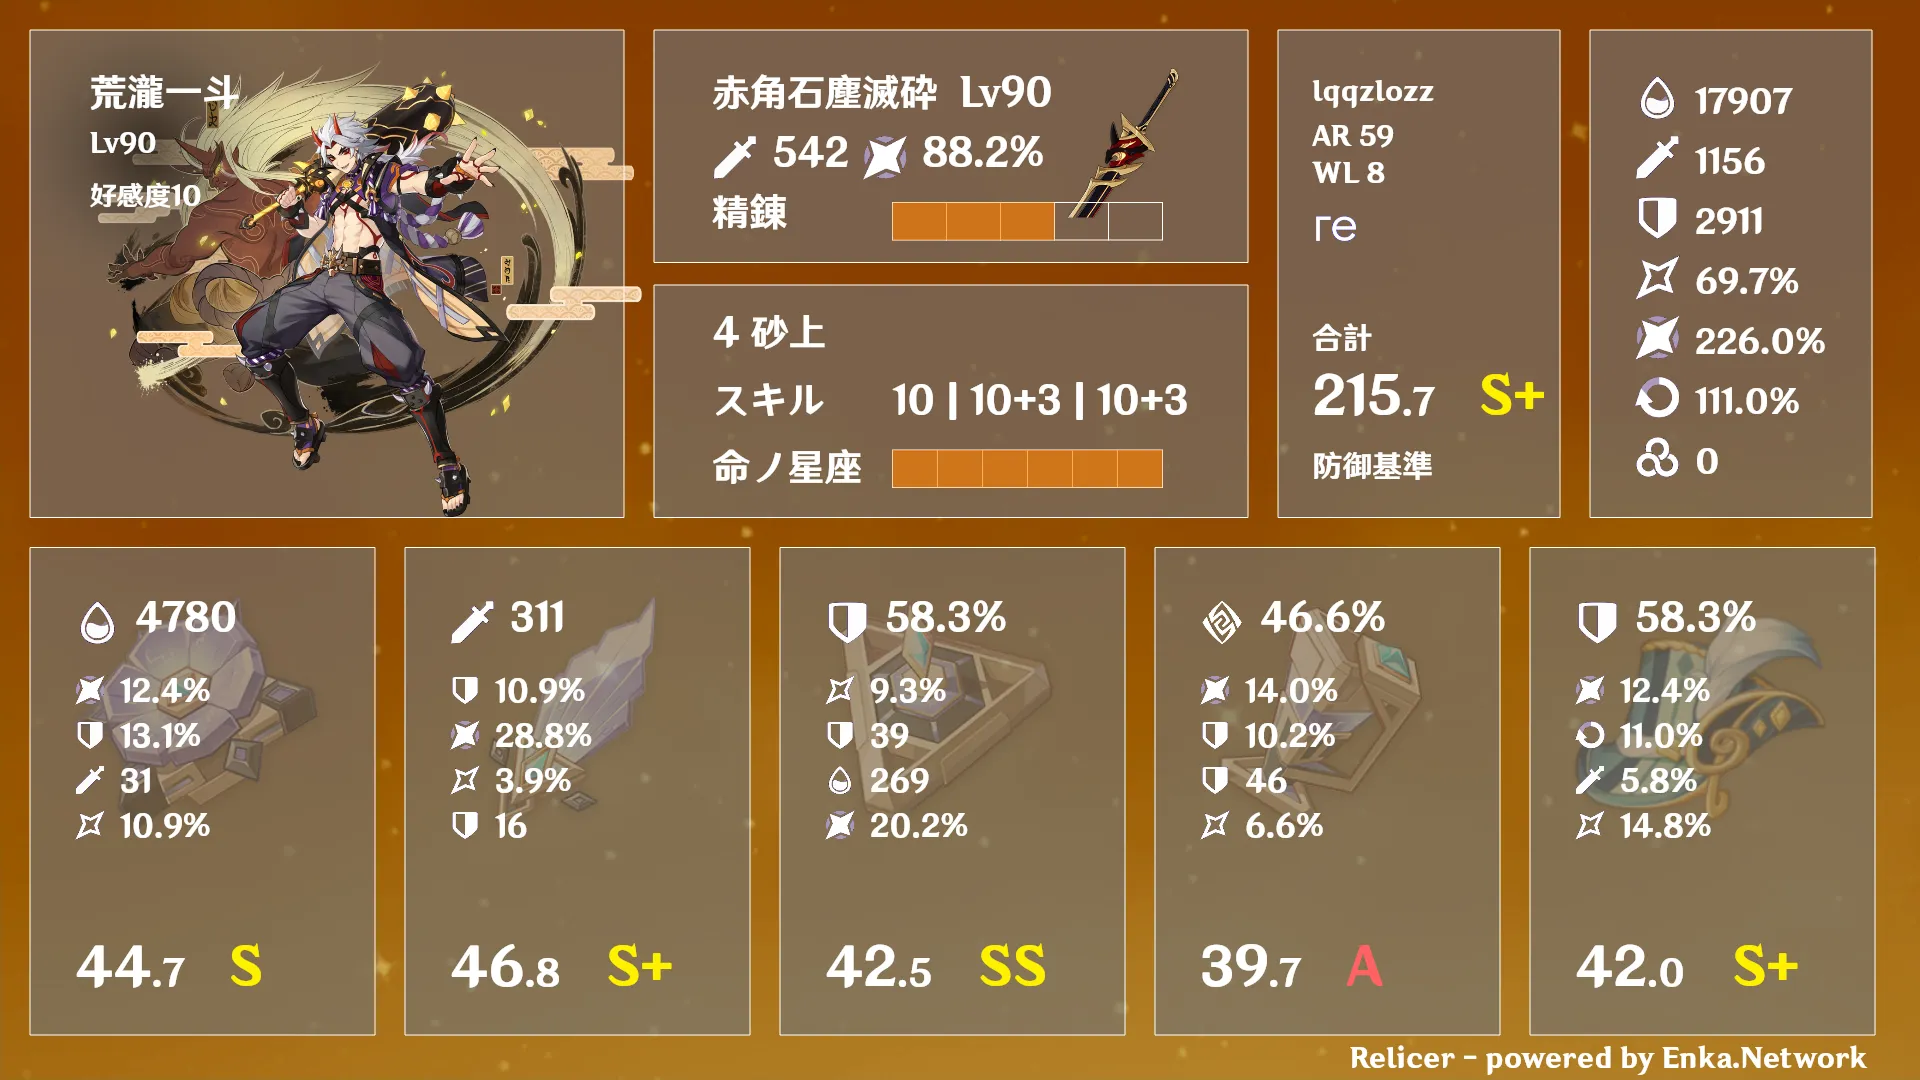 荒瀧一斗
Lv90
好感度10
赤角石塵滅砕 Lv90
542 88.2%
精錬
4 砂上
スキル 10 | 10+3 | 10+3
命ノ星座
lqqzlozz
AR 59
WL 8
re
合計
215.7 S+
防御基準
17907
1156
2911
69.7%
226.0%
111.0%
0
4780
12.4%
13.1%
31
10.9%
44.7 S
311
10.9%
28.8%
3.9%
16
46.8 S+
58.3%
9.3%
39
269
20.2%
42.5 SS
46.6%
14.0%
10.2%
46
6.6%
39.7 A
58.3%
12.4%
11.0%
5.8%
14.8%
42.0 S+
Relicer - powered by Enka.Network